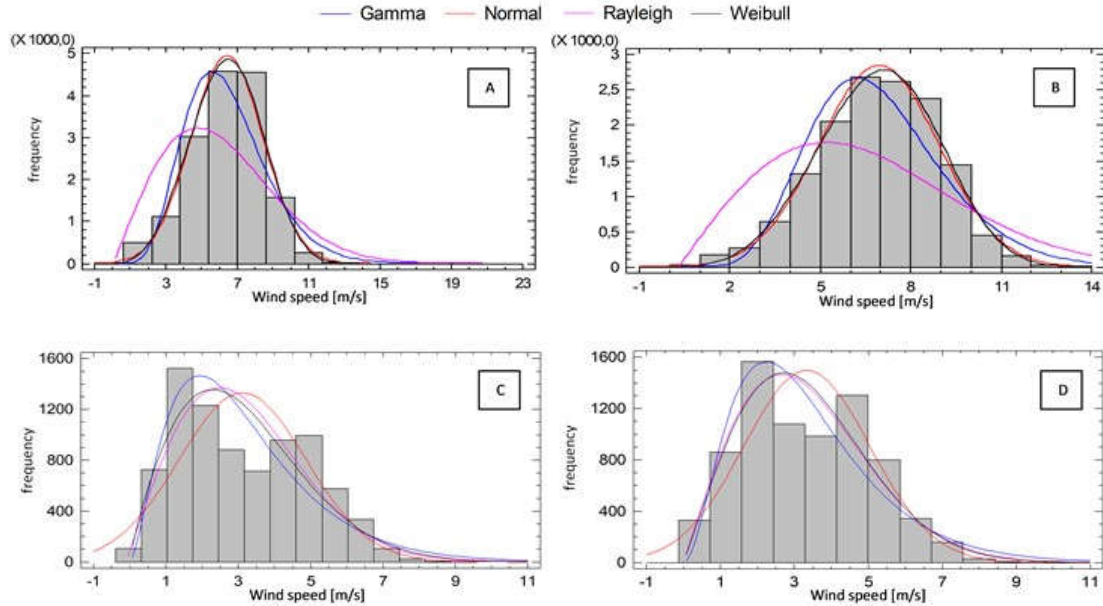 Gamma Normal Rayleigh Weibull
(X 1000,0)
5
4
3
2
1
0
frequency
A
-1 3 7 11 15 19 23
Wind speed [m/s]
(X 1000,0)
3
2,5
2
1,5
1
0,5
0
frequency
B
-1 2 5 8 11 14
Wind speed [m/s]
1600
1200
800
400
0
frequency
C
-1 1 3 5 7 9 11
Wind speed [m/s]
1600
1200
800
400
0
frequency
D
-1 1 3 5 7 9 11
Wind speed [m/s]